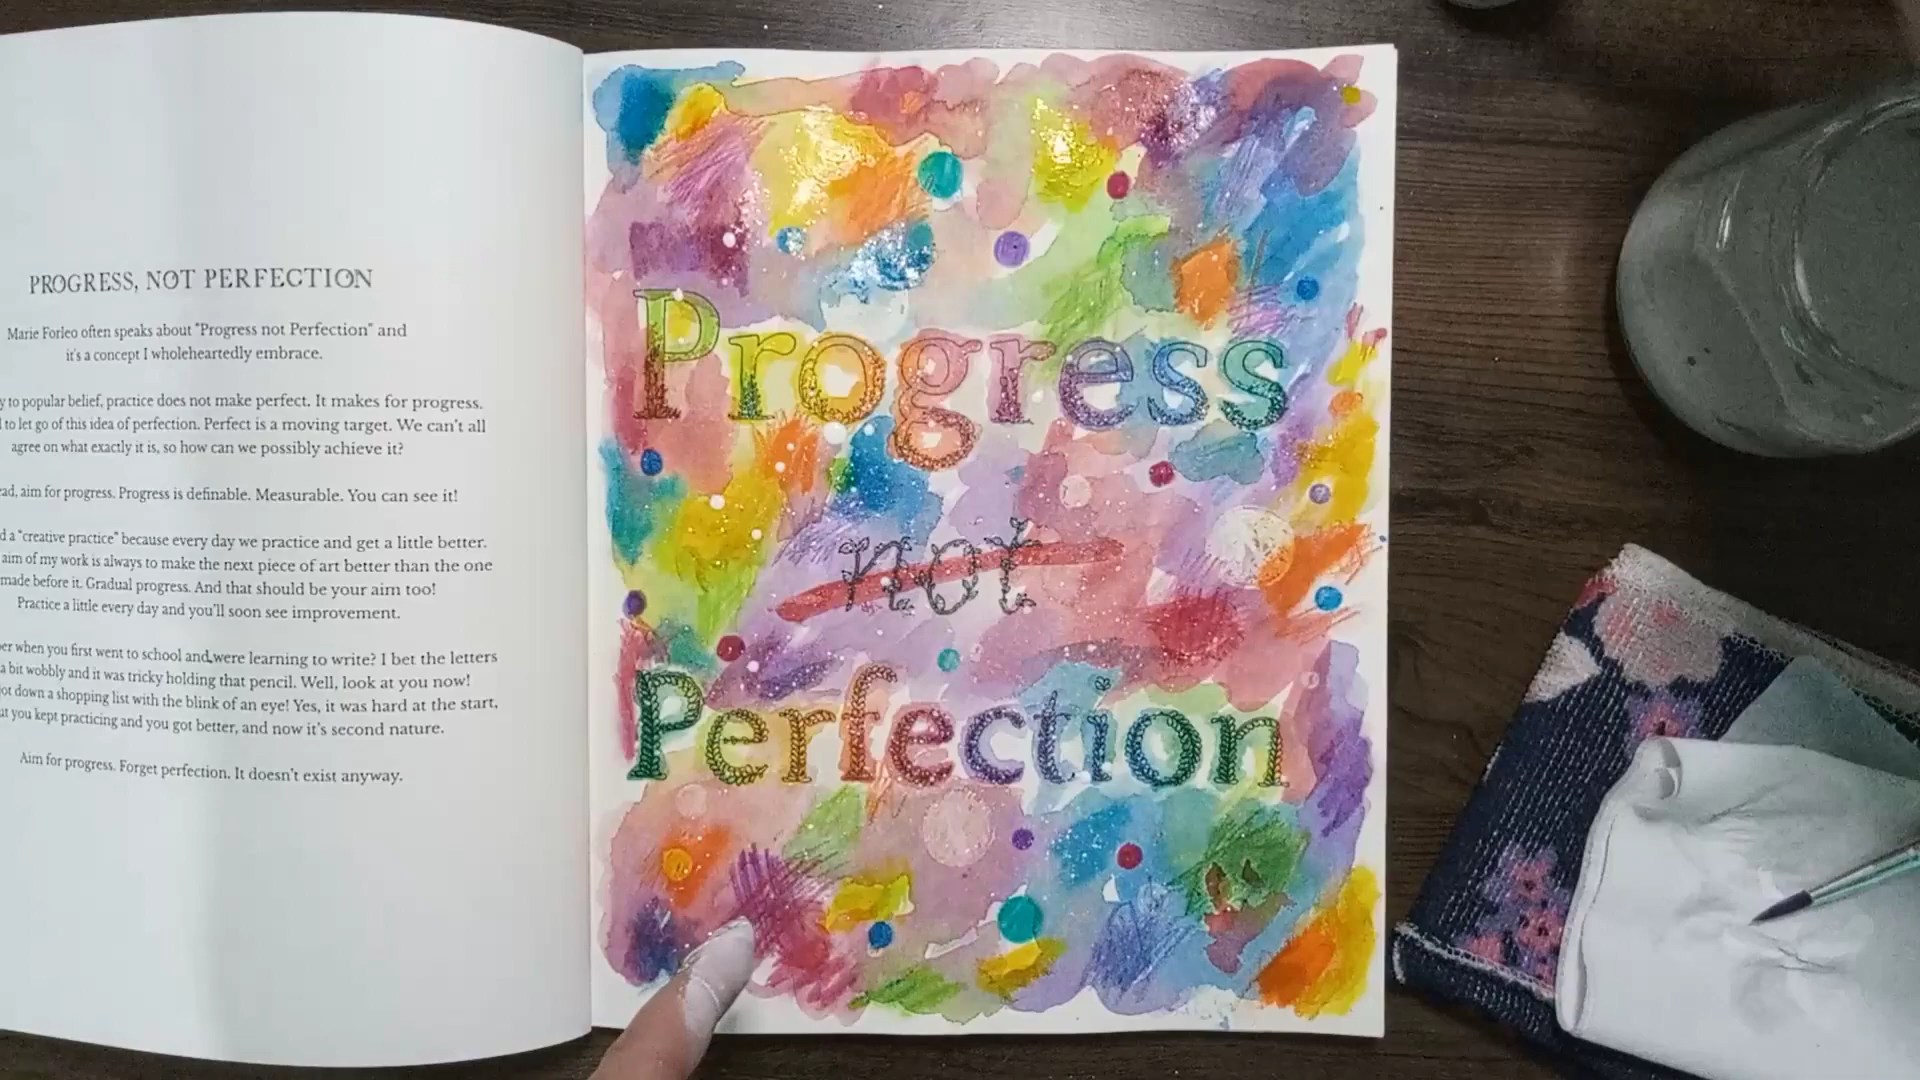 PROGRESS, NOT PERFECTION
Marie Forleo often speaks about "Progress not Perfection" and
it's a concept I wholeheartedly embrace.
to popular belief, practice does not make perfect. It makes for progress.
to let go of this idea of perfection. Perfect is a moving target. We can't all
agree on what exactly it is, so how can we possibly achieve it?
aim for progress. Progress is definable. Measurable. You can see it!
a "creative practice" because every day we practice and get a little better.
aim of my work is always to make the next piece of art better than the one
made before it. Gradual progress. And that should be your aim too!
Practice a little every day and you'll soon see improvement.
when you first went to school and were learning to write? I bet the letters
a bit wobbly and it was tricky holding that pencil. Well, look at you now!
down a shopping list with the blink of an eye! Yes, it was hard at the start,
you kept practicing and you got better, and now it's second nature.
Aim for progress. Forget perfection. It doesn't exist anyway.
Progress
not
Perfection